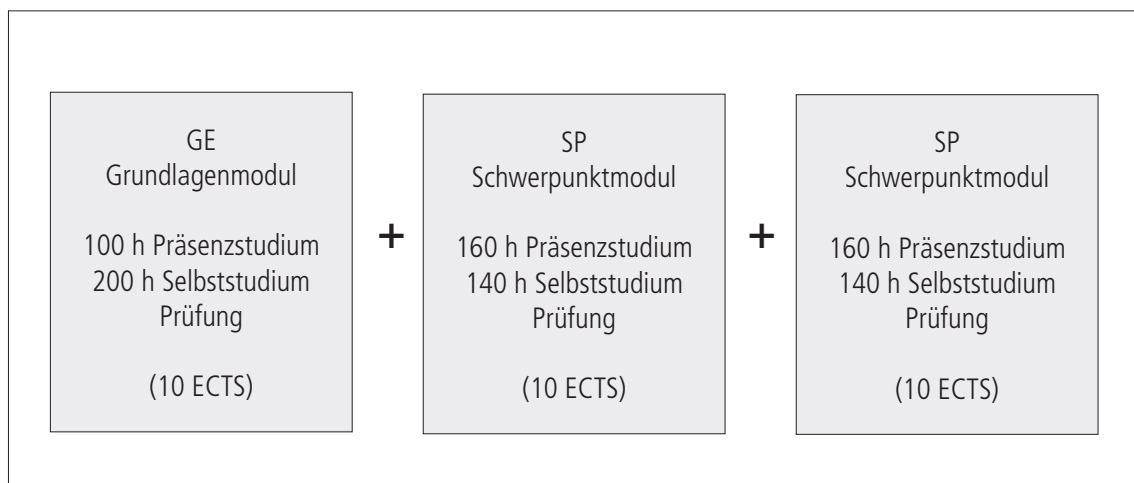 GE
Grundlagenmodul
100 h Präsenzstudium
200 h Selbststudium
Prüfung
(10 ECTS)
+
SP
Schwerpunktmodul
160 h Präsenzstudium
140 h Selbststudium
Prüfung
(10 ECTS)
+
SP
Schwerpunktmodul
160 h Präsenzstudium
140 h Selbststudium
Prüfung
(10 ECTS)